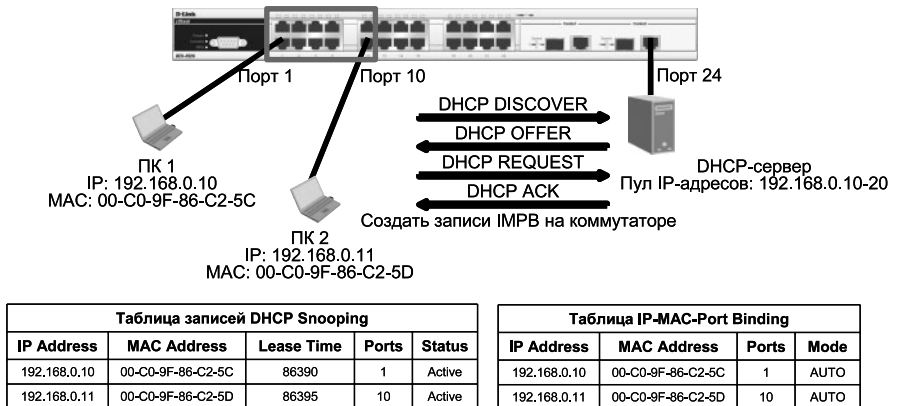 D-Link
Порт 1
Порт 10
Порт 24
DHCP DISCOVER
DHCP OFFER
DHCP REQUEST
DHCP ACK
Создать записи IMPB на коммутаторе
ПК 1
IP: 192.168.0.10
MAC: 00-C0-9F-86-C2-5C
ПК 2
IP: 192.168.0.11
MAC: 00-C0-9F-86-C2-5D
DHCP-сервер
Пул IP-адресов: 192.168.0.10-20
Таблица записей DHCP Snooping
IP Address MAC Address Lease Time Ports Status
192.168.0.10 00-C0-9F-86-C2-5C 86390 1 Active
192.168.0.11 00-C0-9F-86-C2-5D 86395 10 Active
Таблица IP-MAC-Port Binding
IP Address MAC Address Ports Mode
192.168.0.10 00-C0-9F-86-C2-5C 1 AUTO
192.168.0.11 00-C0-9F-86-C2-5D 10 AUTO